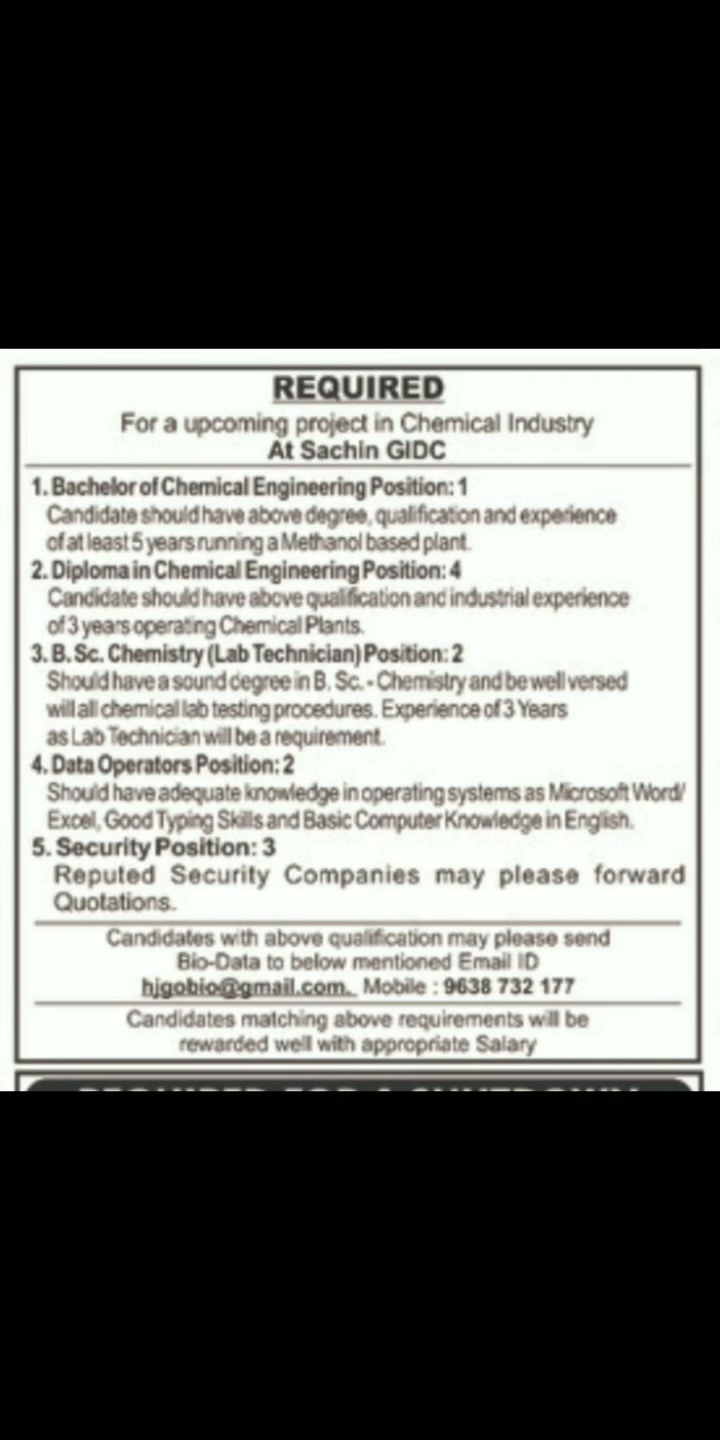 REQUIRED
For a upcoming project in Chemical Industry
At Sachin GIDC
1. Bachelor of Chemical Engineering Position: 1
Candidate should have above degree, qualification and experience
of at least 5 years running a Methanol based plant.
2. Diploma in Chemical Engineering Position: 4
Candidate should have above qualification and industrial experience
of 3 years operating Chemical Plants.
3. B. Sc. Chemistry (Lab Technician) Position: 2
Should have a sound degree in B. Sc. - Chemistry and be well versed
will all chemical lab testing procedures. Experience of 3 Years
as Lab Technician will be a requirement.
4. Data Operators Position: 2
Should have adequate knowledge in operating systems as Microsoft Word/
Excel, Good Typing Skills and Basic Computer Knowledge in English.
5. Security Position: 3
Reputed Security Companies may please forward
Quotations.
Candidates with above qualification may please send
Bio-Data to below mentioned Email ID
hjgobio@gmail.com. Mobile : 9638 732 177
Candidates matching above requirements will be
rewarded well with appropriate Salary